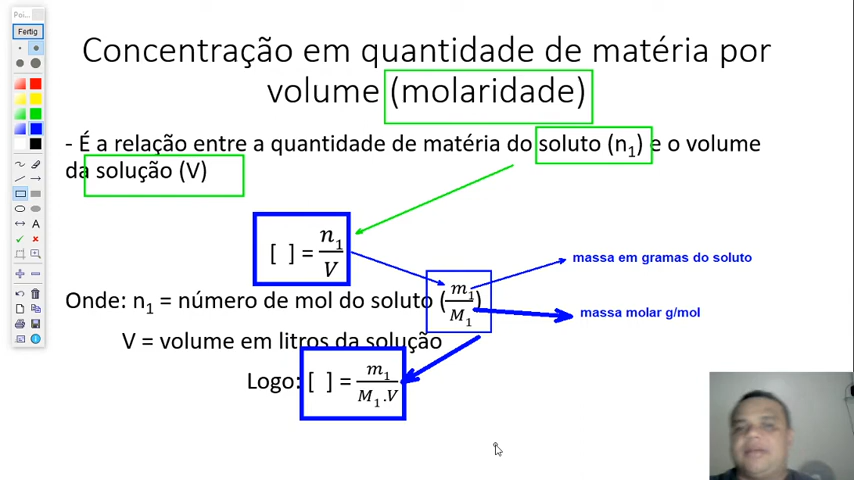 Poi...
Fertig
Concentração em quantidade de matéria por
volume (molaridade)
- É a relação entre a quantidade de matéria do soluto (n₁) e o volume
da solução (V)
[ ] = n₁/V
massa em gramas do soluto
Onde: n₁ = número de mol do soluto (m₁/M₁)
massa molar g/mol
V = volume em litros da solução
Logo: [ ] = m₁/M₁.V